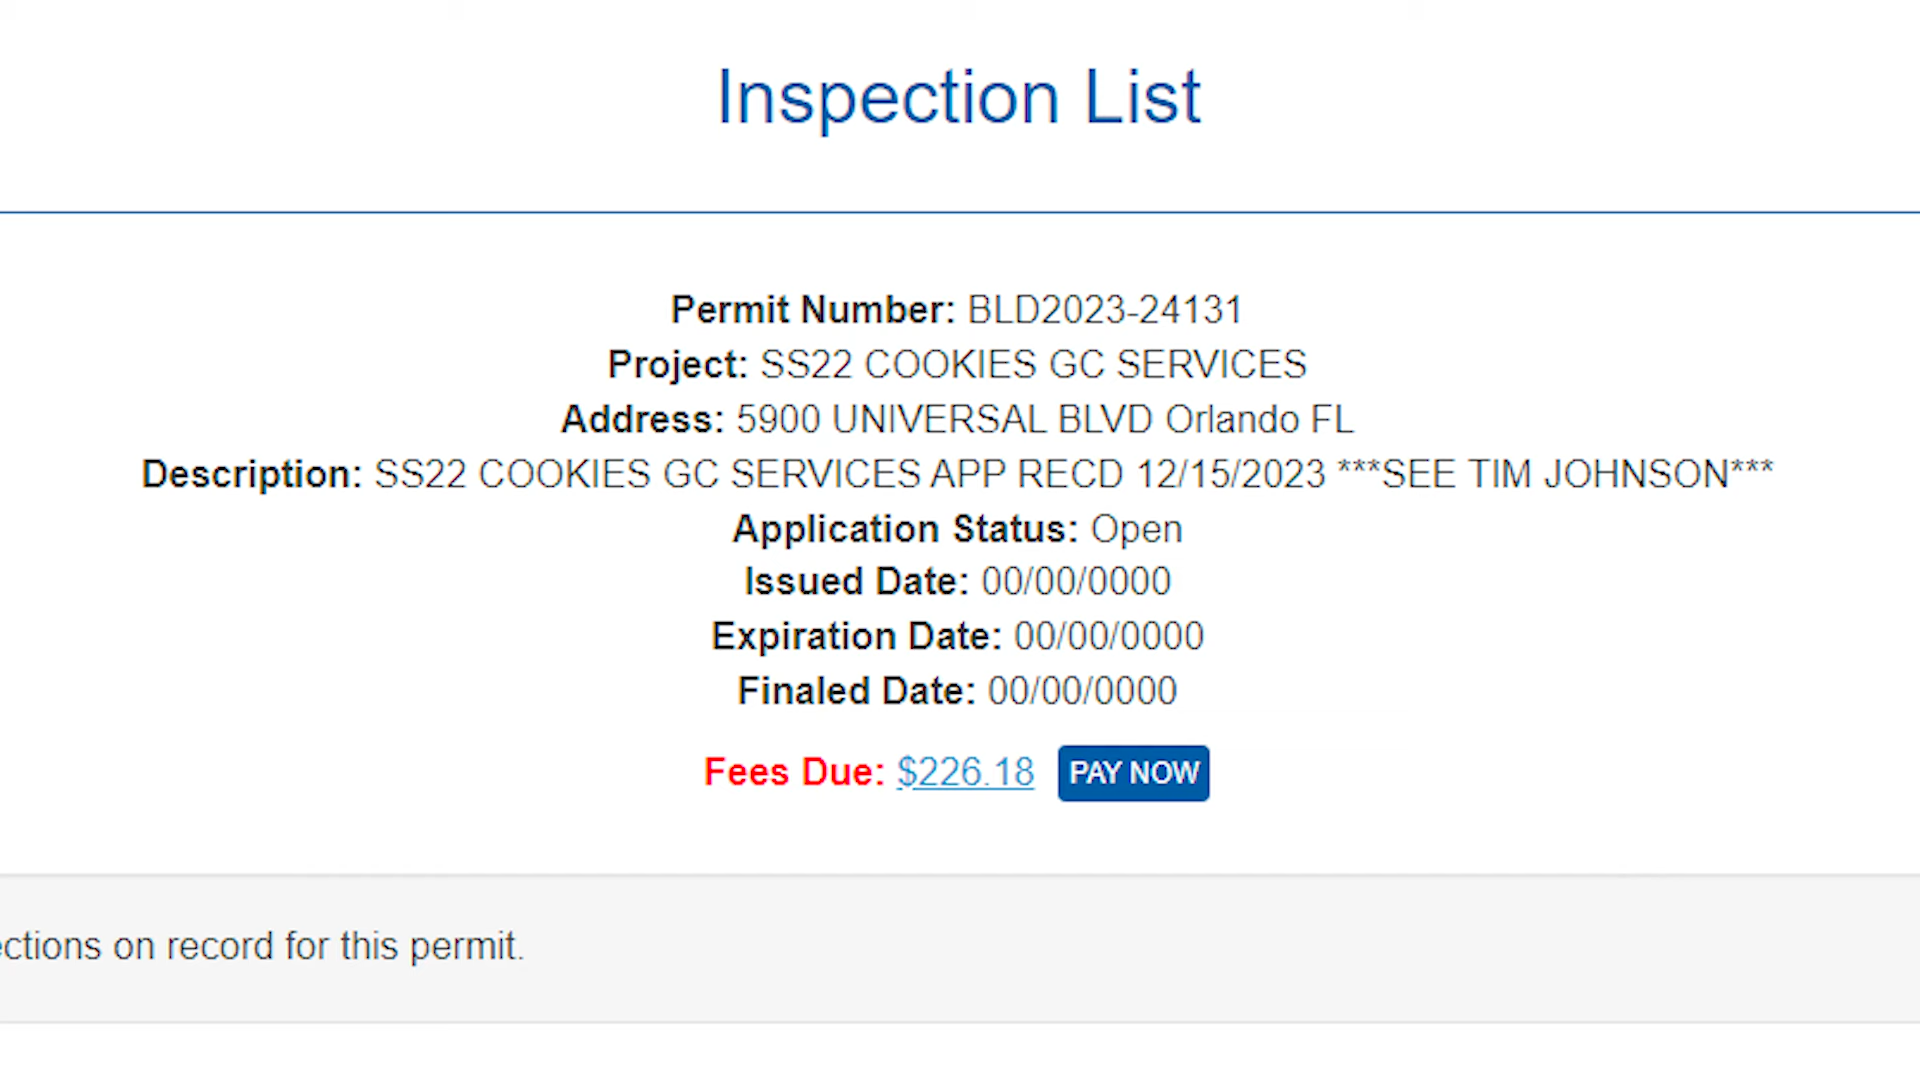 Inspection List
Permit Number: BLD2023-24131
Project: SS22 COOKIES GC SERVICES
Address: 5900 UNIVERSAL BLVD Orlando FL
Description: SS22 COOKIES GC SERVICES APP RECD 12/15/2023 ***SEE TIM JOHNSON***
Application Status: Open
Issued Date: 00/00/0000
Expiration Date: 00/00/0000
Finaled Date: 00/00/0000
Fees Due: $226.18 PAY NOW
ections on record for this permit.